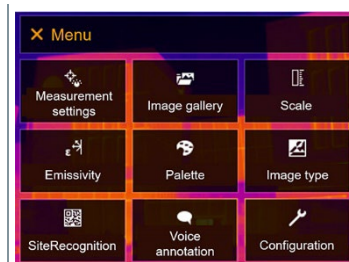 × Menu
Measurement
settings
Image gallery
Scale
ε
Emissivity
Palette
Image type
SiteRecognition
Voice
annotation
Configuration